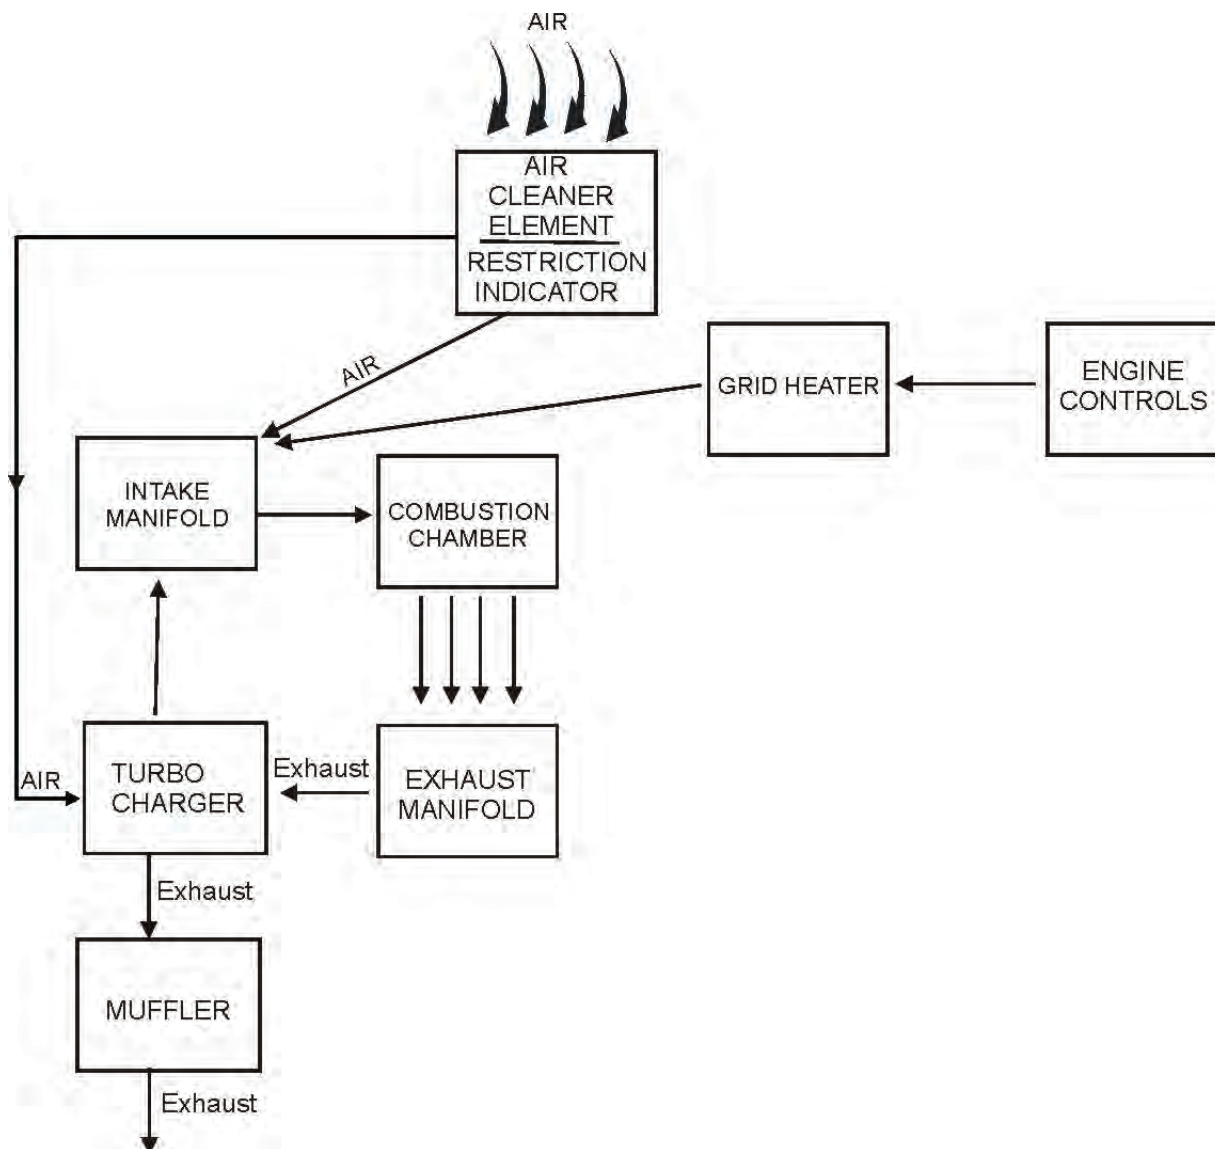 AIR
AIR
CLEANER
ELEMENT
RESTRICTION
INDICATOR
AIR
GRID HEATER
ENGINE
CONTROLS
INTAKE
MANIFOLD
COMBUSTION
CHAMBER
AIR
TURBO
CHARGER
Exhaust
EXHAUST
MANIFOLD
Exhaust
MUFFLER
Exhaust